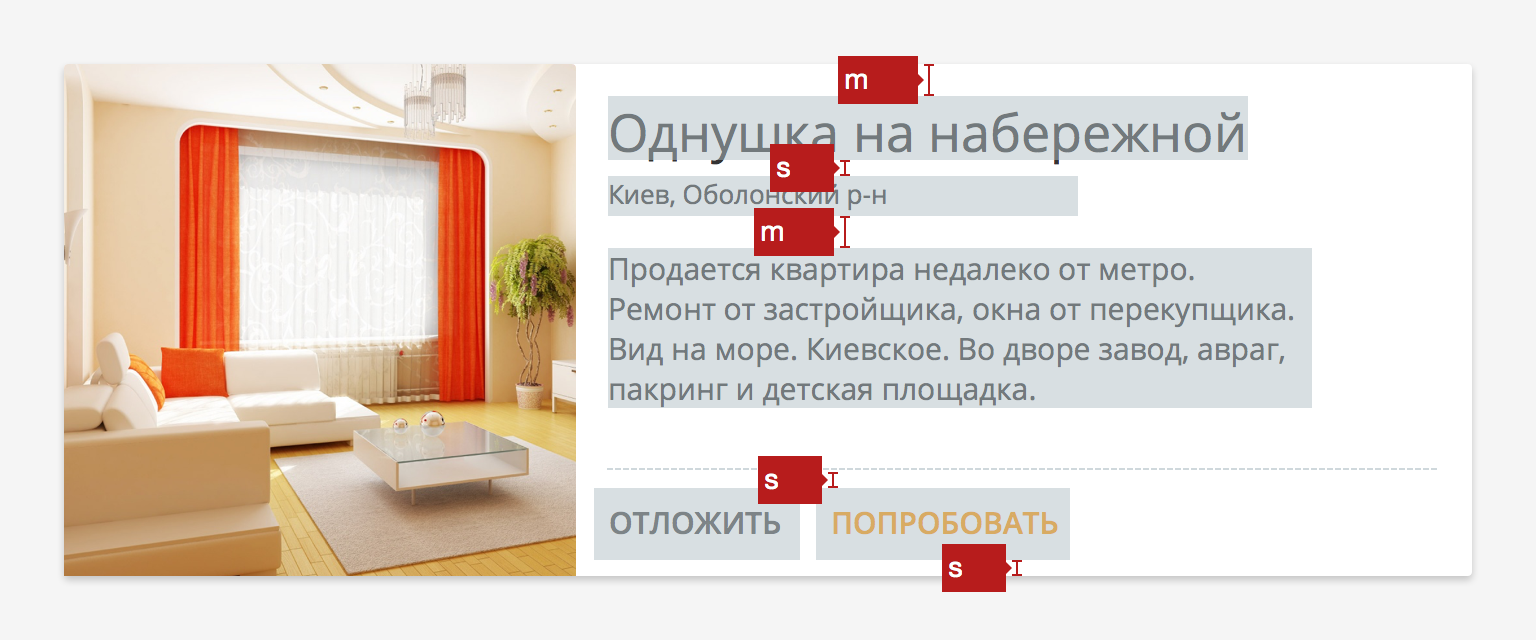 m
Однушка на набережной
s
Киев, Оболонский р-н
m
Продается квартира недалеко от метро.
Ремонт от застройщика, окна от перекупщика.
Вид на море. Киевское. Во дворе завод, авраг,
пакринг и детская площадка.
s
ОТЛОЖИТЬ ПОПРОБОВАТЬ
s